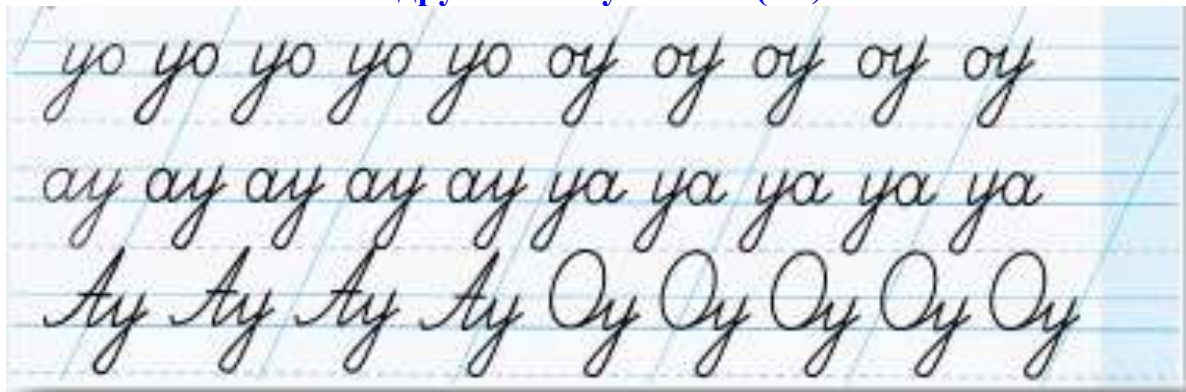 уо уо уо уо уо оу оу оу оу оу
ау ау ау ау ау уа уа уа уа уа
Ау Ау Ау Ау Оу Оу Оу Оу Оу